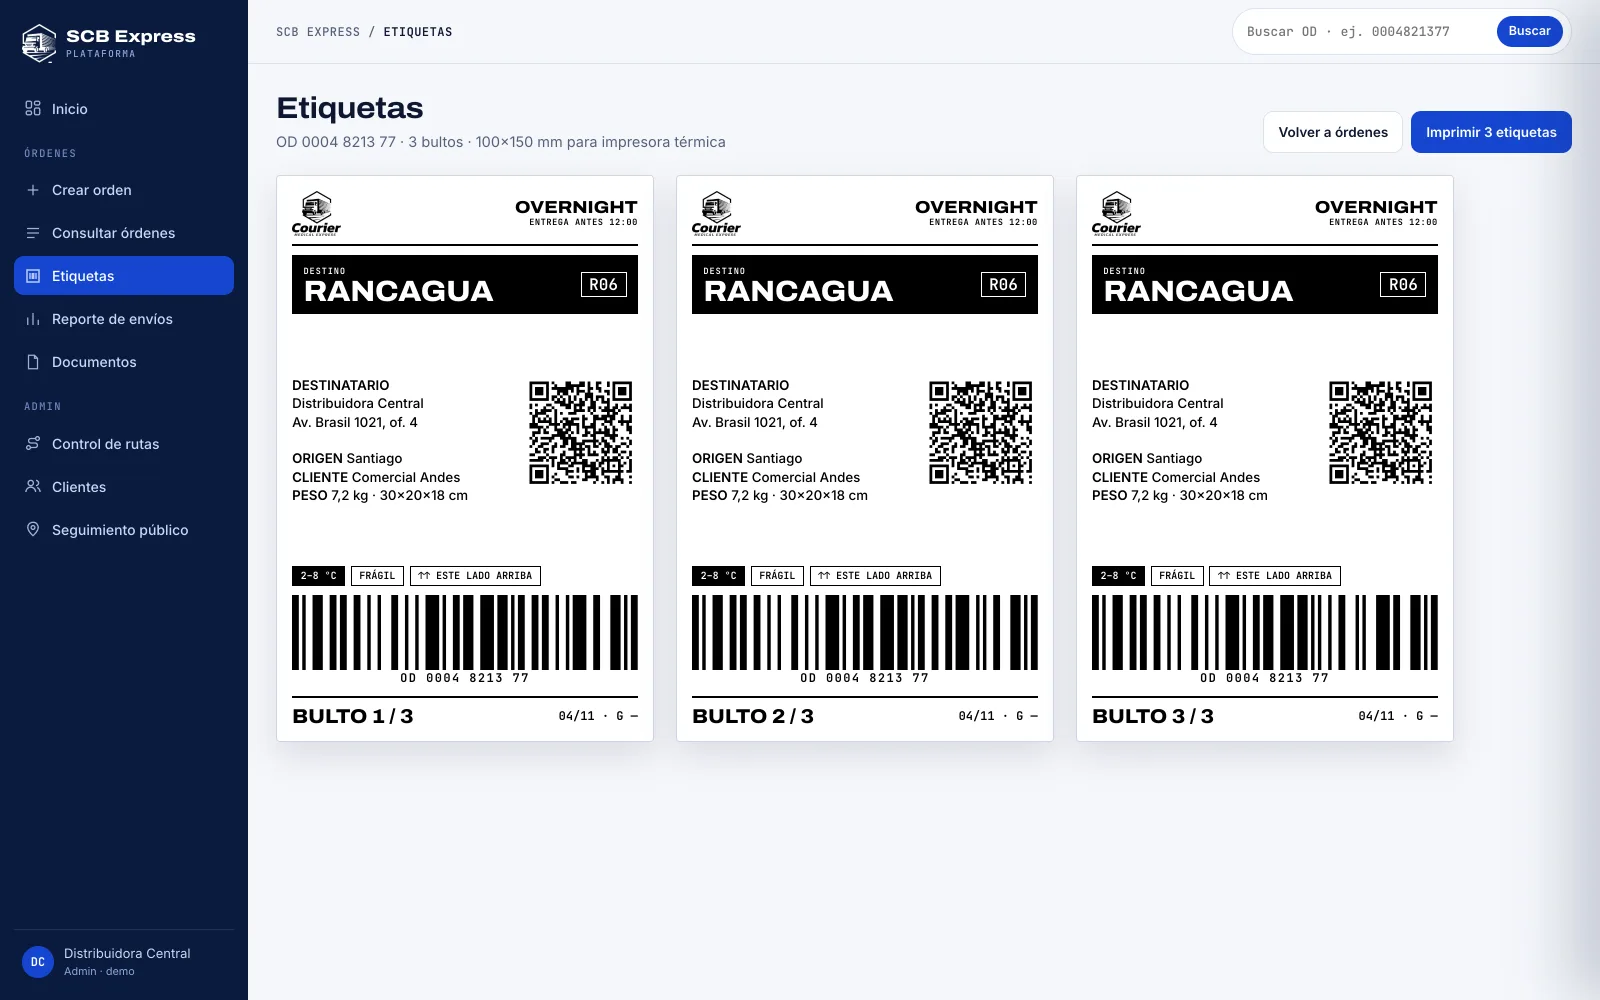 SCB Express
PLATAFORMA
Inicio
ÓRDENES
Crear orden
Consultar órdenes
Etiquetas
Reporte de envíos
Documentos
ADMIN
Control de rutas
Clientes
Seguimiento público
DC
Distribuidora Central
Admin · demo
SCB EXPRESS / ETIQUETAS
Buscar OD · ej. 0004821377
Buscar
Etiquetas
OD 0004 8213 77 · 3 bultos · 100×150 mm para impresora térmica
Volver a órdenes
Imprimir 3 etiquetas
Courier
MEDICAL EXPRESS
OVERNIGHT
ENTREGA ANTES 12:00
DESTINO
RANCAGUA
R06
DESTINATARIO
Distribuidora Central
Av. Brasil 1021, of. 4
ORIGEN Santiago
CLIENTE Comercial Andes
PESO 7,2 kg · 30×20×18 cm
2–8 °C
FRÁGIL
↑↑ ESTE LADO ARRIBA
OD 0004 8213 77
BULTO 1 / 3
04/11 · G —
Courier
MEDICAL EXPRESS
OVERNIGHT
ENTREGA ANTES 12:00
DESTINO
RANCAGUA
R06
DESTINATARIO
Distribuidora Central
Av. Brasil 1021, of. 4
ORIGEN Santiago
CLIENTE Comercial Andes
PESO 7,2 kg · 30×20×18 cm
2–8 °C
FRÁGIL
↑↑ ESTE LADO ARRIBA
OD 0004 8213 77
BULTO 2 / 3
04/11 · G —
Courier
MEDICAL EXPRESS
OVERNIGHT
ENTREGA ANTES 12:00
DESTINO
RANCAGUA
R06
DESTINATARIO
Distribuidora Central
Av. Brasil 1021, of. 4
ORIGEN Santiago
CLIENTE Comercial Andes
PESO 7,2 kg · 30×20×18 cm
2–8 °C
FRÁGIL
↑↑ ESTE LADO ARRIBA
OD 0004 8213 77
BULTO 3 / 3
04/11 · G —